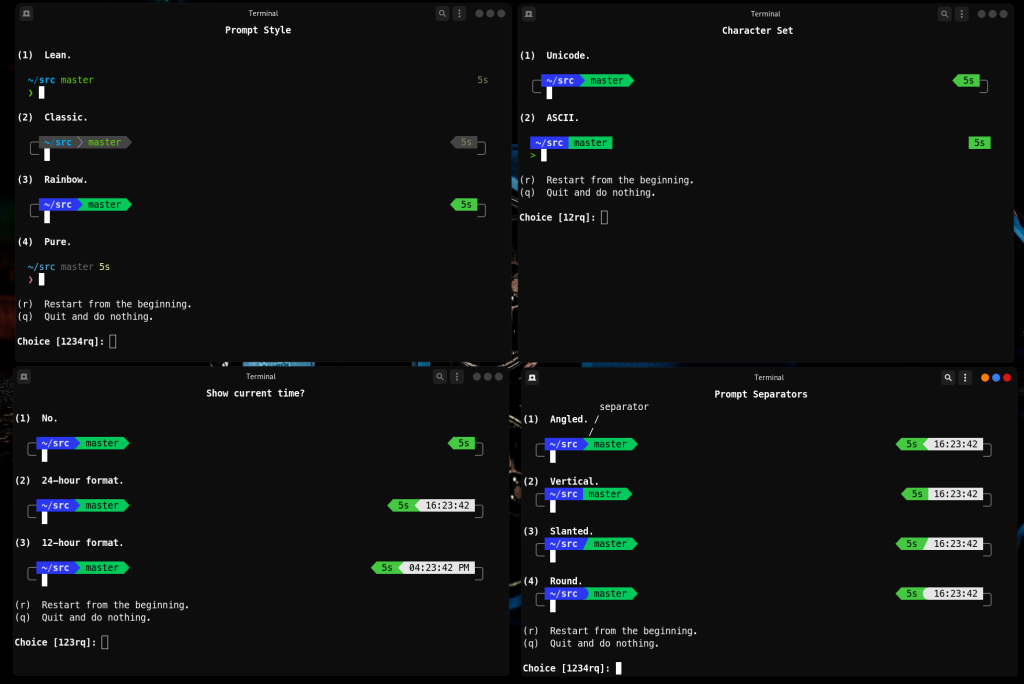 Terminal
Prompt Style
(1) Lean.
~/src master 5s
❯
(2) Classic.
~/src master 5s
(3) Rainbow.
~/src master 5s
(4) Pure.
~/src master 5s
❯
(r) Restart from the beginning.
(q) Quit and do nothing.
Choice [1234rq]:
Terminal
Character Set
(1) Unicode.
~/src master 5s
(2) ASCII.
~/src master 5s
>
(r) Restart from the beginning.
(q) Quit and do nothing.
Choice [12rq]:
Terminal
Show current time?
(1) No.
~/src master 5s
(2) 24-hour format.
~/src master 5s 16:23:42
(3) 12-hour format.
~/src master 5s 04:23:42 PM
(r) Restart from the beginning.
(q) Quit and do nothing.
Choice [123rq]:
Terminal
Prompt Separators
separator
(1) Angled. /
/
~/src master 5s 16:23:42
(2) Vertical.
~/src master 5s 16:23:42
(3) Slanted.
~/src master 5s 16:23:42
(4) Round.
~/src master 5s 16:23:42
(r) Restart from the beginning.
(q) Quit and do nothing.
Choice [1234rq]: